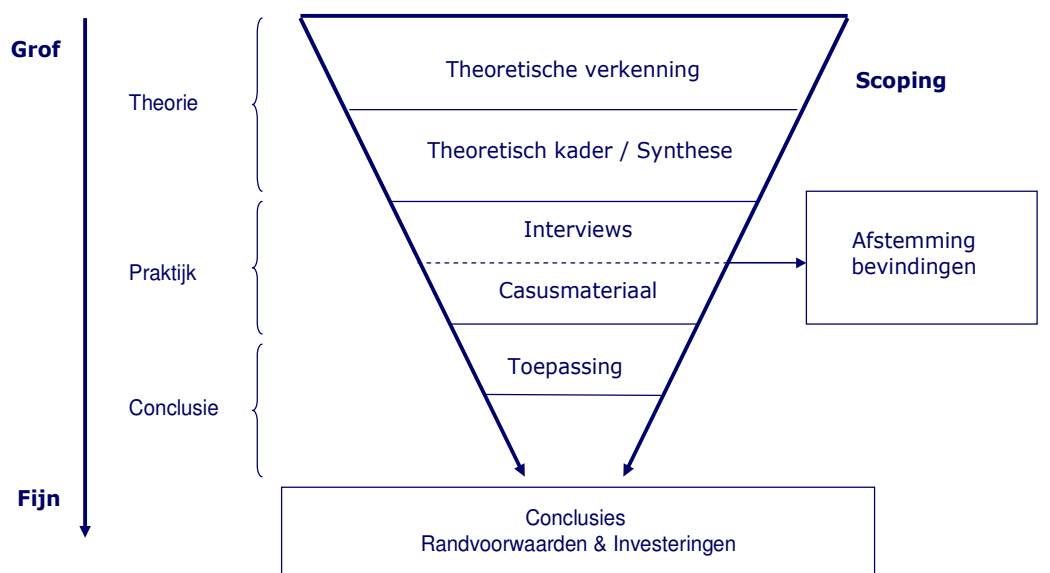 Grof
Theorie
Theoretische verkenning
Scoping
Theoretisch kader / Synthese
Praktijk
Interviews
Casusmateriaal
Afstemming
bevindingen
Conclusie
Toepassing
Fijn
Conclusies
Randvoorwaarden & Investeringen